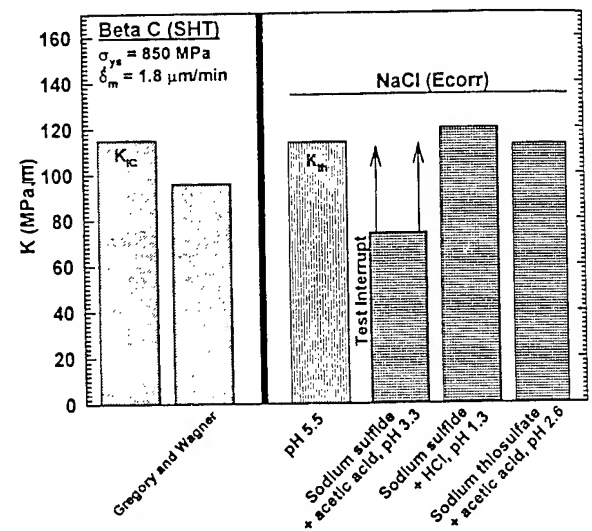 Beta C (SHT)
σys = 850 MPa
δ̇m = 1.8 μm/min
NaCl (Ecorr)
K (MPa√m)
160
140
120
100
80
60
40
20
0
KIC
Kth
Test Interrupt
Gregory and Wagner
pH 5.5
Sodium sulfide
+ acetic acid, pH 3.3
Sodium sulfide
+ HCl, pH 1.3
Sodium thiosulfate
+ acetic acid, pH 2.6